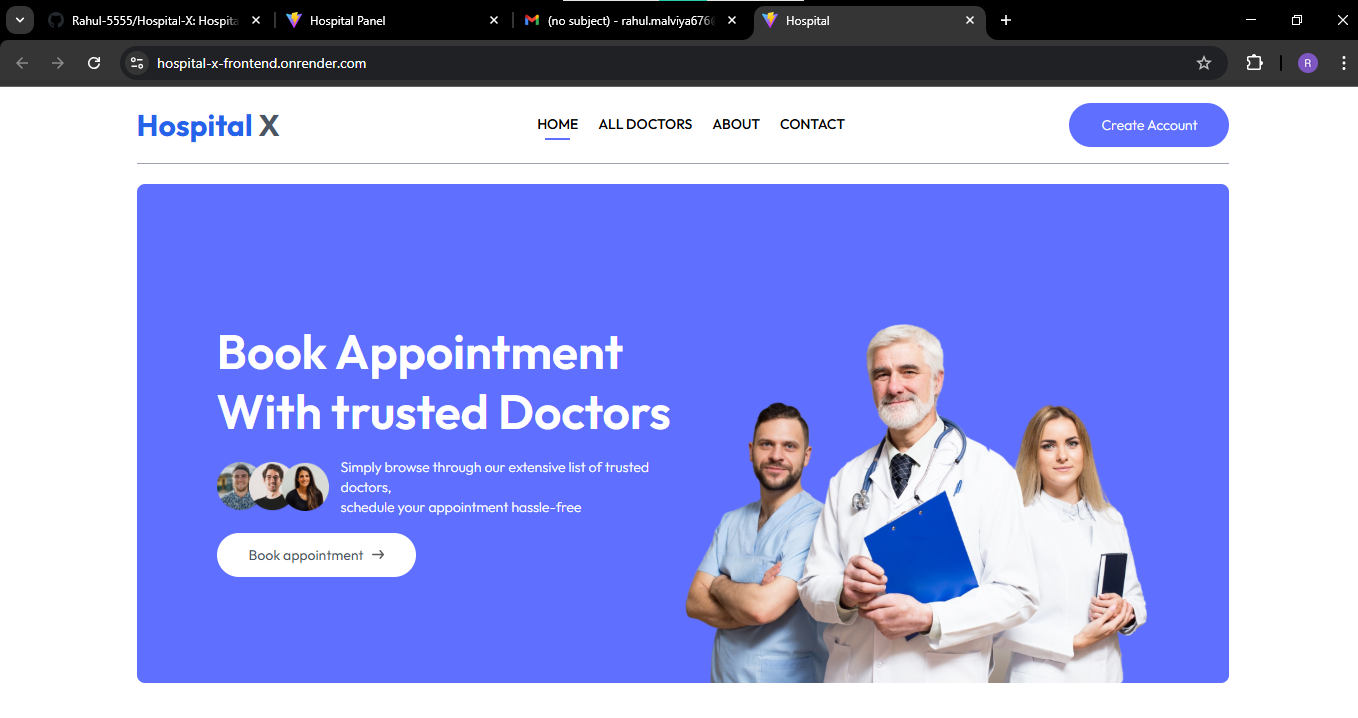 Rahul-5555/Hospital-X: Hospita
Hospital Panel
(no subject) - rahul.malviya676
Hospital
hospital-x-frontend.onrender.com
R
Hospital X
HOME
ALL DOCTORS
ABOUT
CONTACT
Create Account
Book Appointment
With trusted Doctors
Simply browse through our extensive list of trusted
doctors,
schedule your appointment hassle-free
Book appointment →